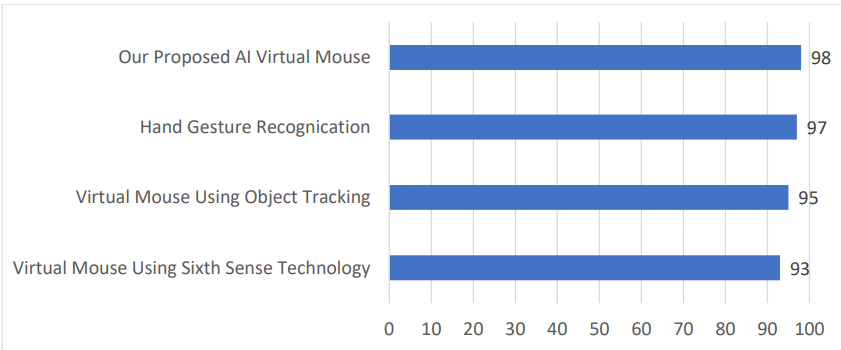 Our Proposed AI Virtual Mouse 98
Hand Gesture Recognication 97
Virtual Mouse Using Object Tracking 95
Virtual Mouse Using Sixth Sense Technology 93
0 10 20 30 40 50 60 70 80 90 100